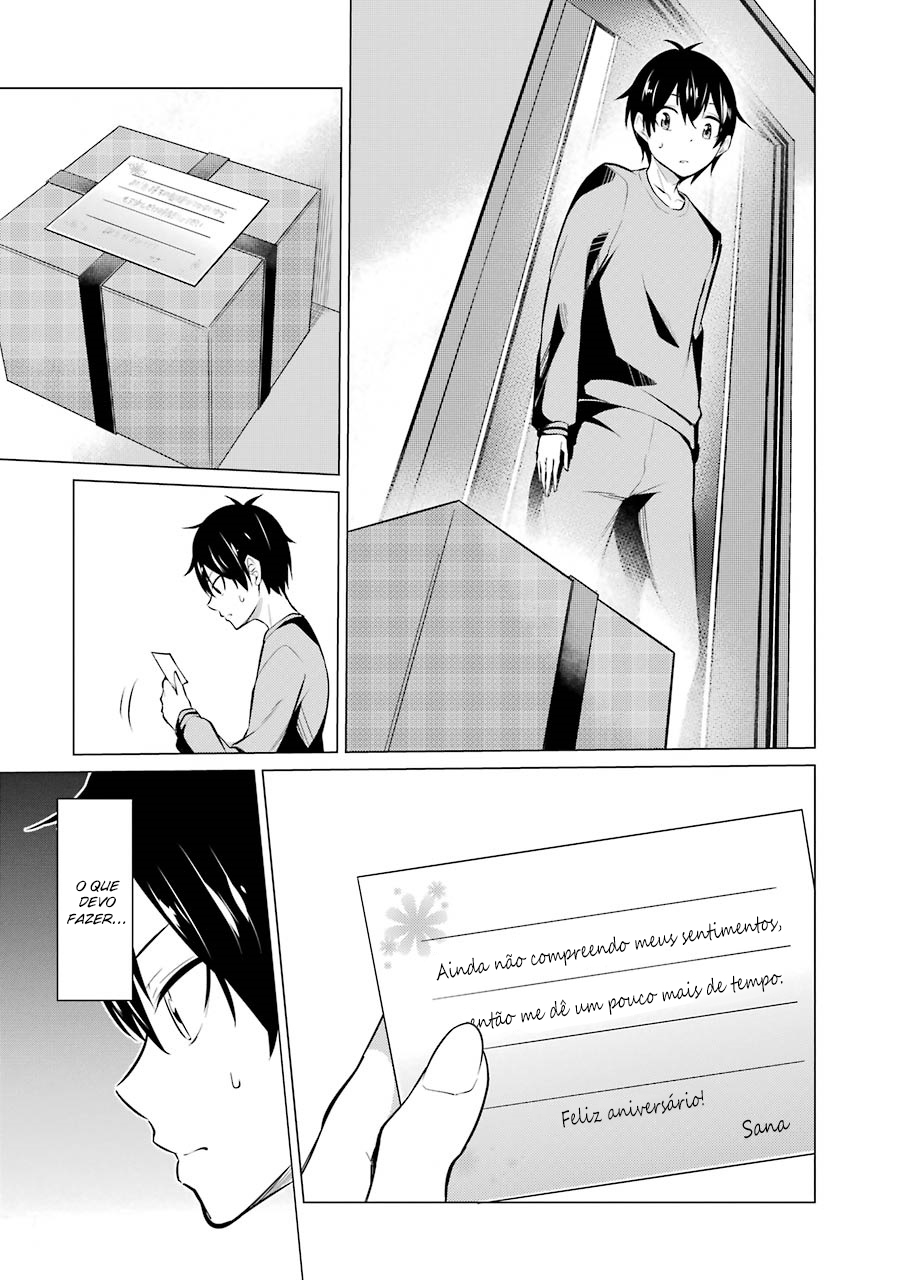 Ainda não compreendo meus sentimentos,
então me dê um pouco mais de tempo.
Feliz aniversário!
Sana
O QUE
DEVO
FAZER...